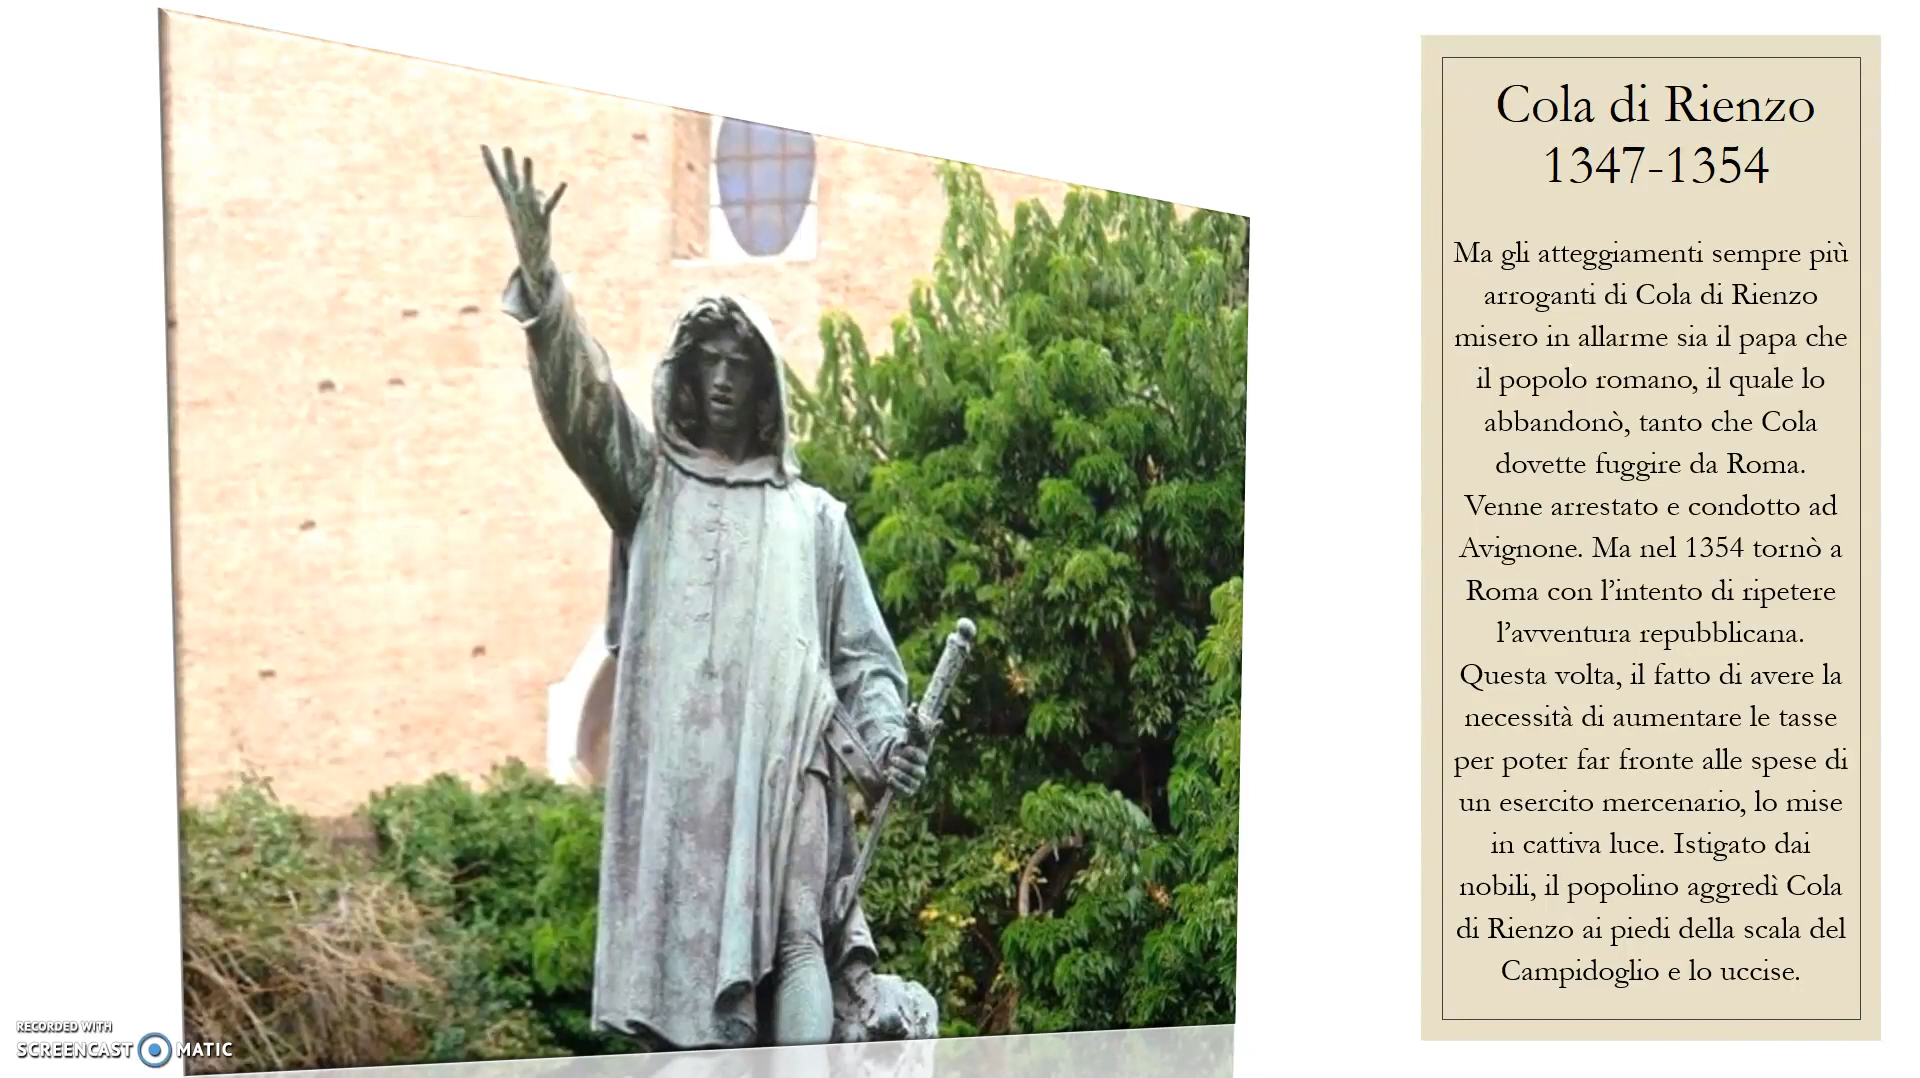 Cola di Rienzo
1347-1354
Ma gli atteggiamenti sempre più
arroganti di Cola di Rienzo
misero in allarme sia il papa che
il popolo romano, il quale lo
abbandonò, tanto che Cola
dovette fuggire da Roma.
Venne arrestato e condotto ad
Avignone. Ma nel 1354 tornò a
Roma con l’intento di ripetere
l’avventura repubblicana.
Questa volta, il fatto di avere la
necessità di aumentare le tasse
per poter far fronte alle spese di
un esercito mercenario, lo mise
in cattiva luce. Istigato dai
nobili, il popolino aggredì Cola
di Rienzo ai piedi della scala del
Campidoglio e lo uccise.
RECORDED WITH
SCREENCAST MATIC